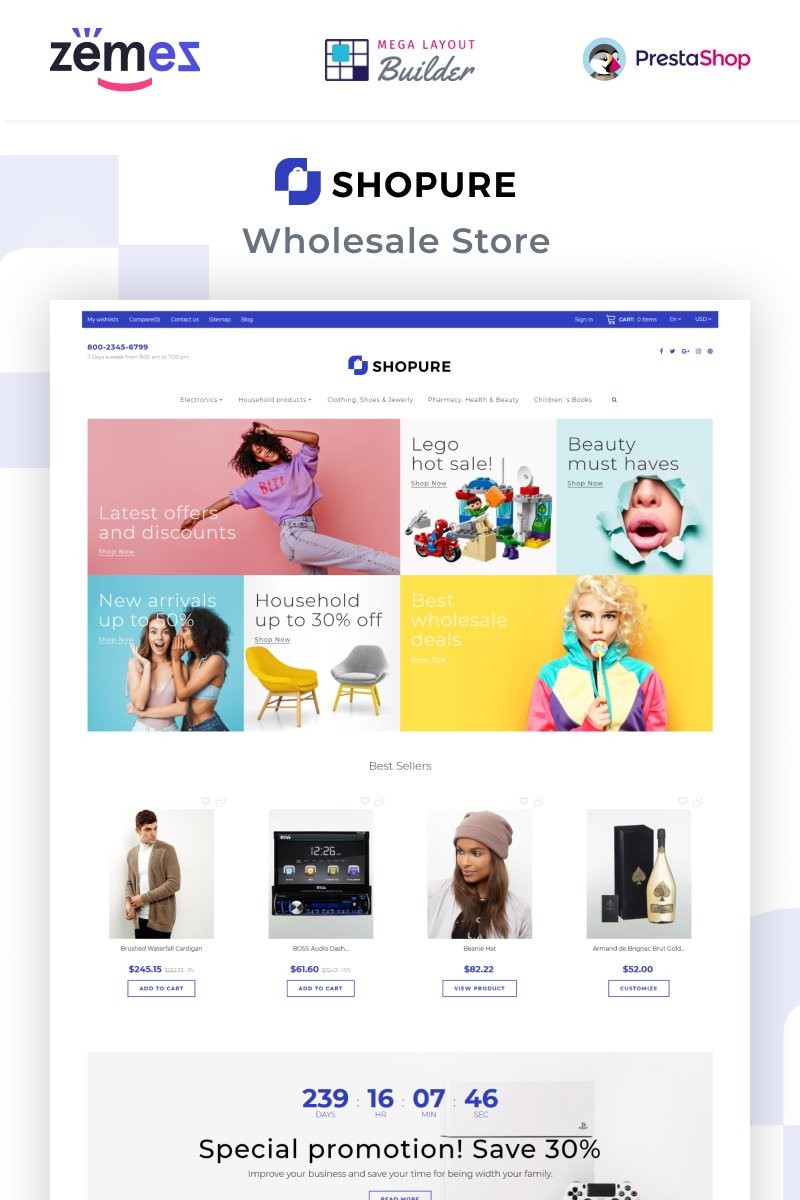 zemez
MEGA LAYOUT
Builder
PrestaShop
SHOPURE
Wholesale Store
My wishlists Compare(0) Contact us Sitemap Blog
Sign in CART: 0 Items En USD
800-2345-6799
7 Days a week from 9:00 am to 7:00 pm
SHOPURE
Electronics Household products Clothing, Shoes & Jewerly Pharmacy, Health & Beauty Children`s Books
Latest offers
and discounts
Shop Now
Lego
hot sale!
Shop Now
Beauty
must haves
Shop Now
New arrivals
up to 50%
Shop Now
Household
up to 30% off
Shop Now
Best
wholesale
deals
Shop Now
Best Sellers
12:26
BOSS
Brushed Waterfall Cardigan
$245.15
ADD TO CART
BOSS Audio Dash...
$61.60
ADD TO CART
Beanie Hat
$82.22
VIEW PRODUCT
Armand de Brignac Brut Gold...
$52.00
CUSTOMIZE
239 : 16 : 07 : 46
DAYS HR MIN SEC
Special promotion! Save 30%
Improve your business and save your time for being width your family.
READ MORE